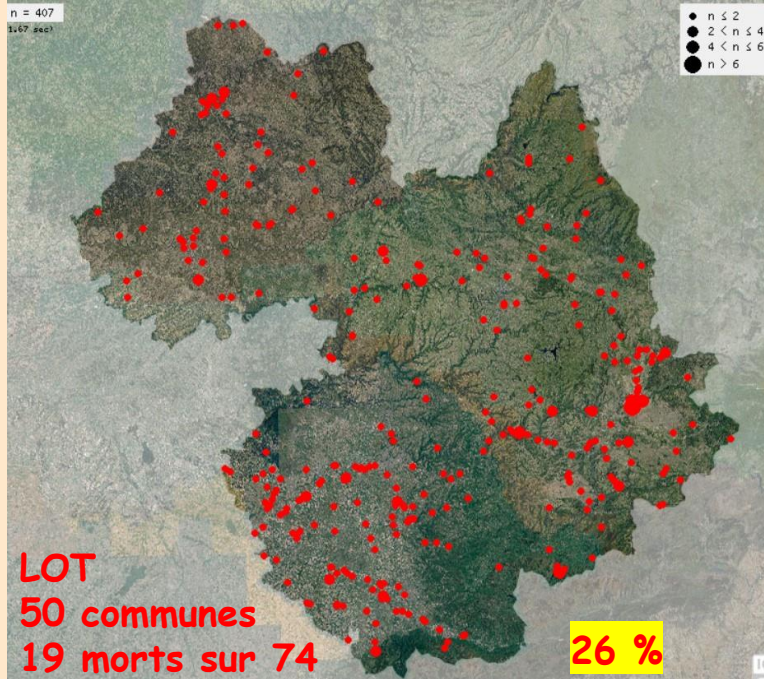 n = 407
1.67 sec)
n ≤ 2
2 < n ≤ 4
4 < n ≤ 6
n > 6
LOT
50 communes
19 morts sur 74
26 %